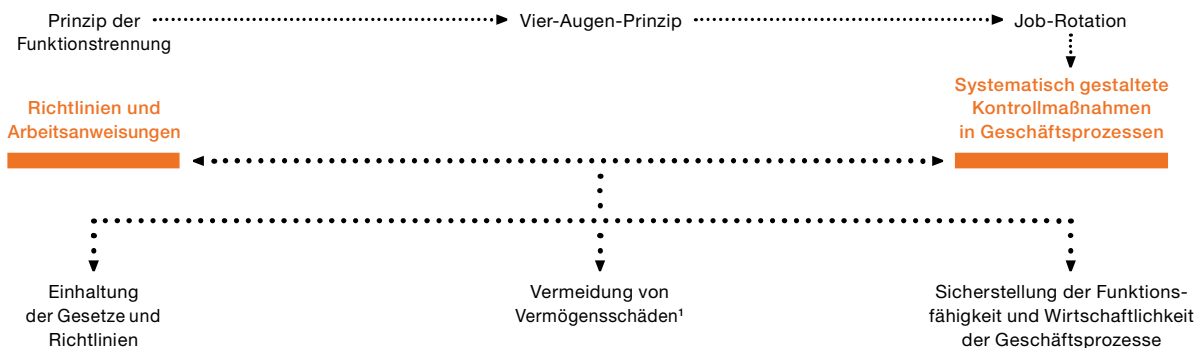 Prinzip der
Funktionstrennung
Vier-Augen-Prinzip
Job-Rotation
Richtlinien und
Arbeitsanweisungen
Systematisch gestaltete
Kontrollmaßnahmen
in Geschäftsprozessen
Einhaltung
der Gesetze und
Richtlinien
Vermeidung von
Vermögensschäden¹
Sicherstellung der Funktions-
fähigkeit und Wirtschaftlichkeit
der Geschäftsprozesse